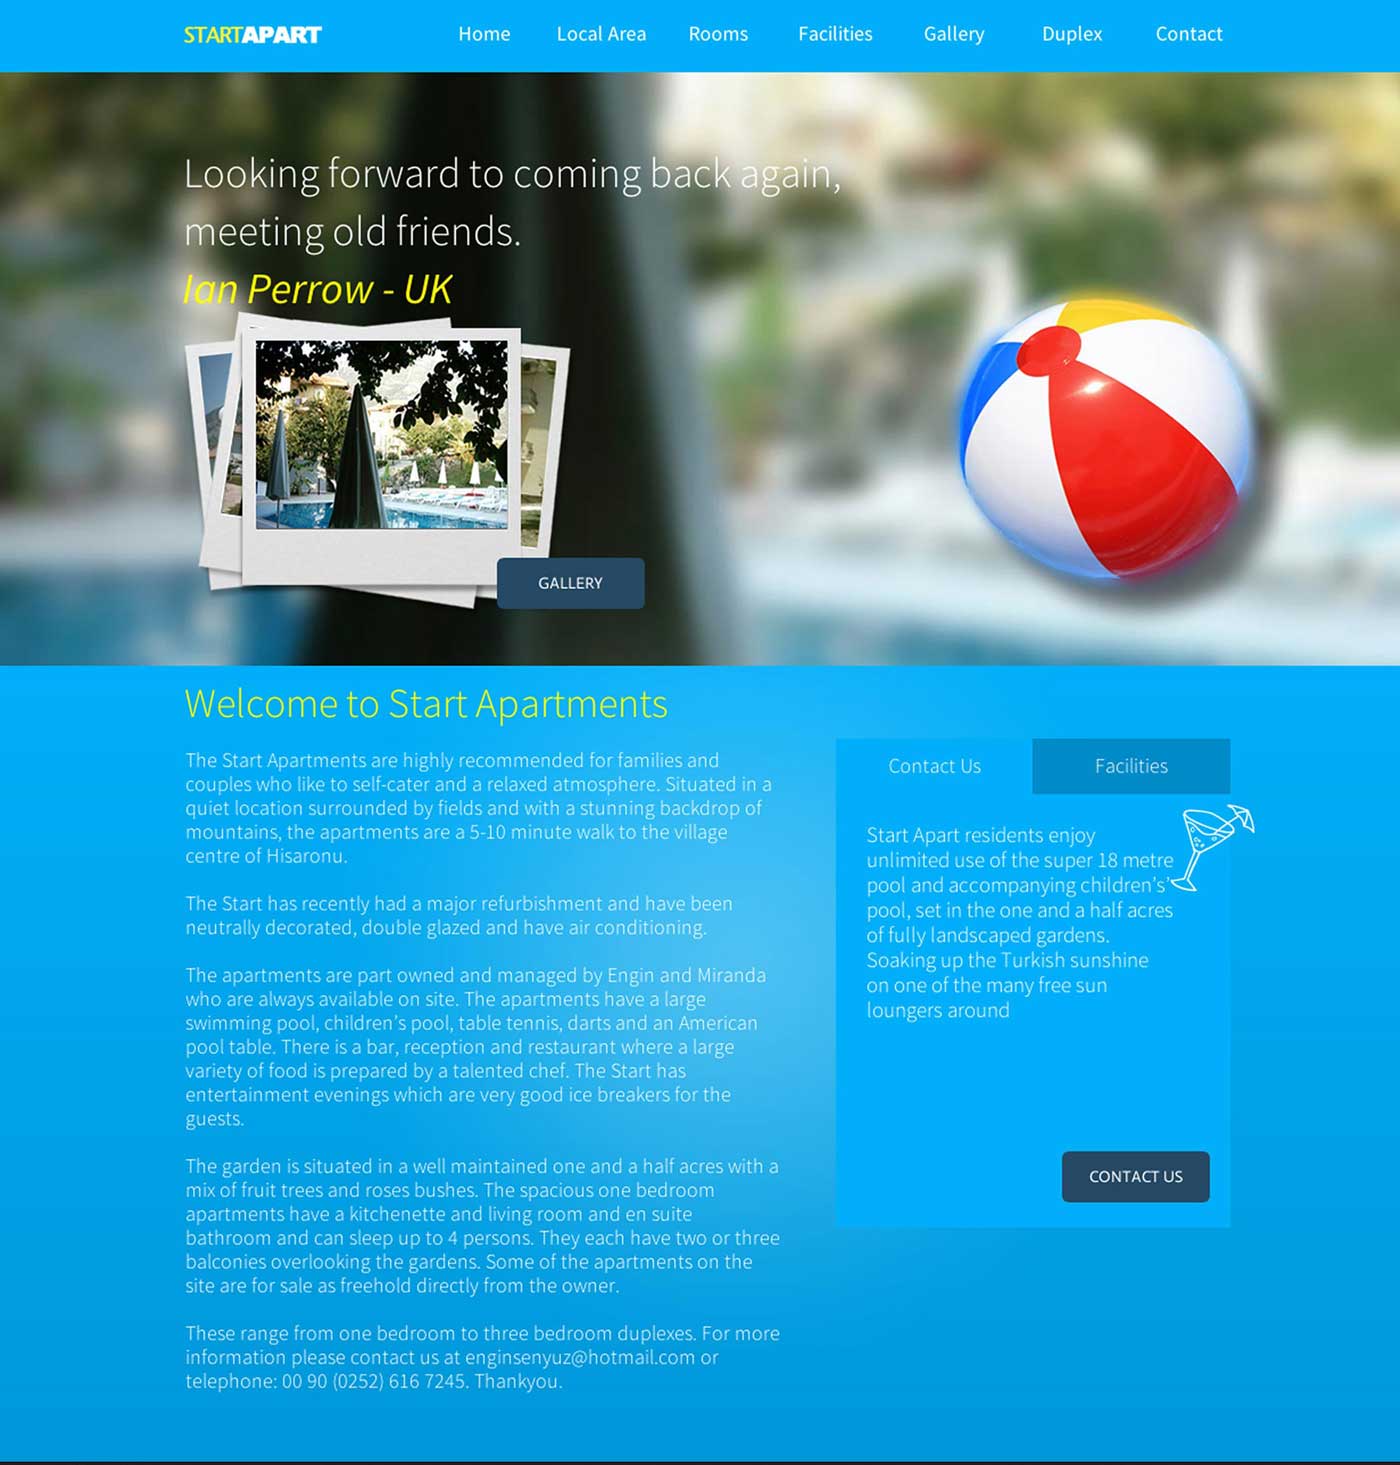 STARTAPART
Home Local Area Rooms Facilities Gallery Duplex Contact
Looking forward to coming back again,
meeting old friends.
Ian Perrow - UK
GALLERY
Welcome to Start Apartments
The Start Apartments are highly recommended for families and
couples who like to self-cater and a relaxed atmosphere. Situated in a
quiet location surrounded by fields and with a stunning backdrop of
mountains, the apartments are a 5-10 minute walk to the village
centre of Hisaronu.
The Start has recently had a major refurbishment and have been
neutrally decorated, double glazed and have air conditioning.
The apartments are part owned and managed by Engin and Miranda
who are always available on site. The apartments have a large
swimming pool, children’s pool, table tennis, darts and an American
pool table. There is a bar, reception and restaurant where a large
variety of food is prepared by a talented chef. The Start has
entertainment evenings which are very good ice breakers for the
guests.
The garden is situated in a well maintained one and a half acres with a
mix of fruit trees and roses bushes. The spacious one bedroom
apartments have a kitchenette and living room and en suite
bathroom and can sleep up to 4 persons. They each have two or three
balconies overlooking the gardens. Some of the apartments on the
site are for sale as freehold directly from the owner.
These range from one bedroom to three bedroom duplexes. For more
information please contact us at enginsenyuz@hotmail.com or
telephone: 00 90 (0252) 616 7245. Thankyou.
Contact Us Facilities
Start Apart residents enjoy
unlimited use of the super 18 metre
pool and accompanying children’s’
pool, set in the one and a half acres
of fully landscaped gardens.
Soaking up the Turkish sunshine
on one of the many free sun
loungers around
CONTACT US